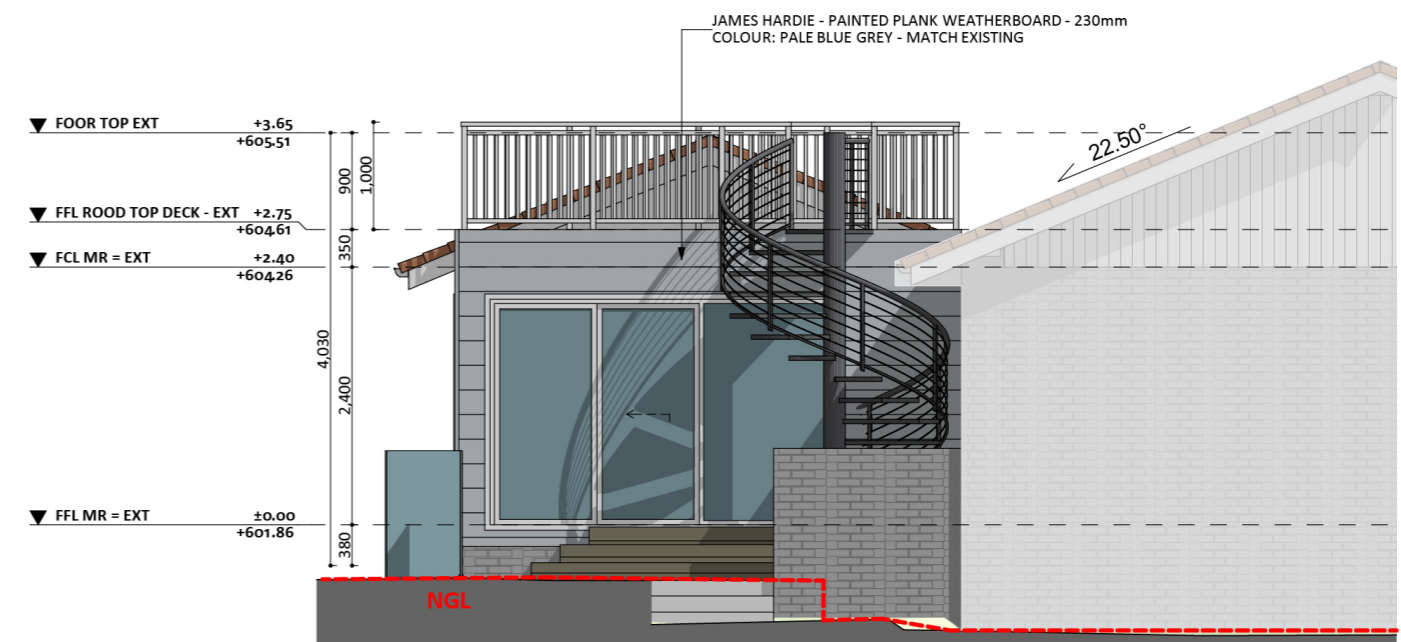 JAMES HARDIE - PAINTED PLANK WEATHERBOARD - 230mm
COLOUR: PALE BLUE GREY - MATCH EXISTING
FOOR TOP EXT +3.65
+605.51
22.50°
900
1,000
FFL ROOD TOP DECK - EXT +2.75
+604.61
350
FCL MR = EXT +2.40
+604.26
4,030
2,400
FFL MR = EXT ±0.00
+601.86
380
NGL